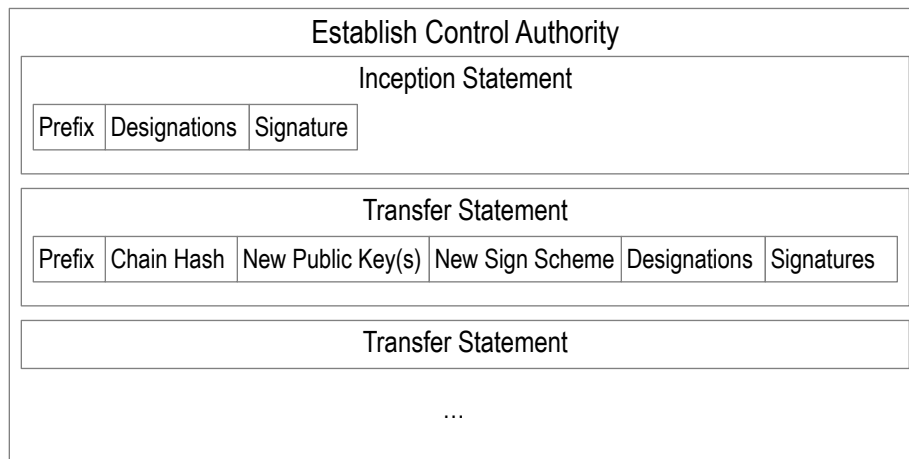 Establish Control Authority
Inception Statement
Prefix Designations Signature
Transfer Statement
Prefix Chain Hash New Public Key(s) New Sign Scheme Designations Signatures
Transfer Statement
...